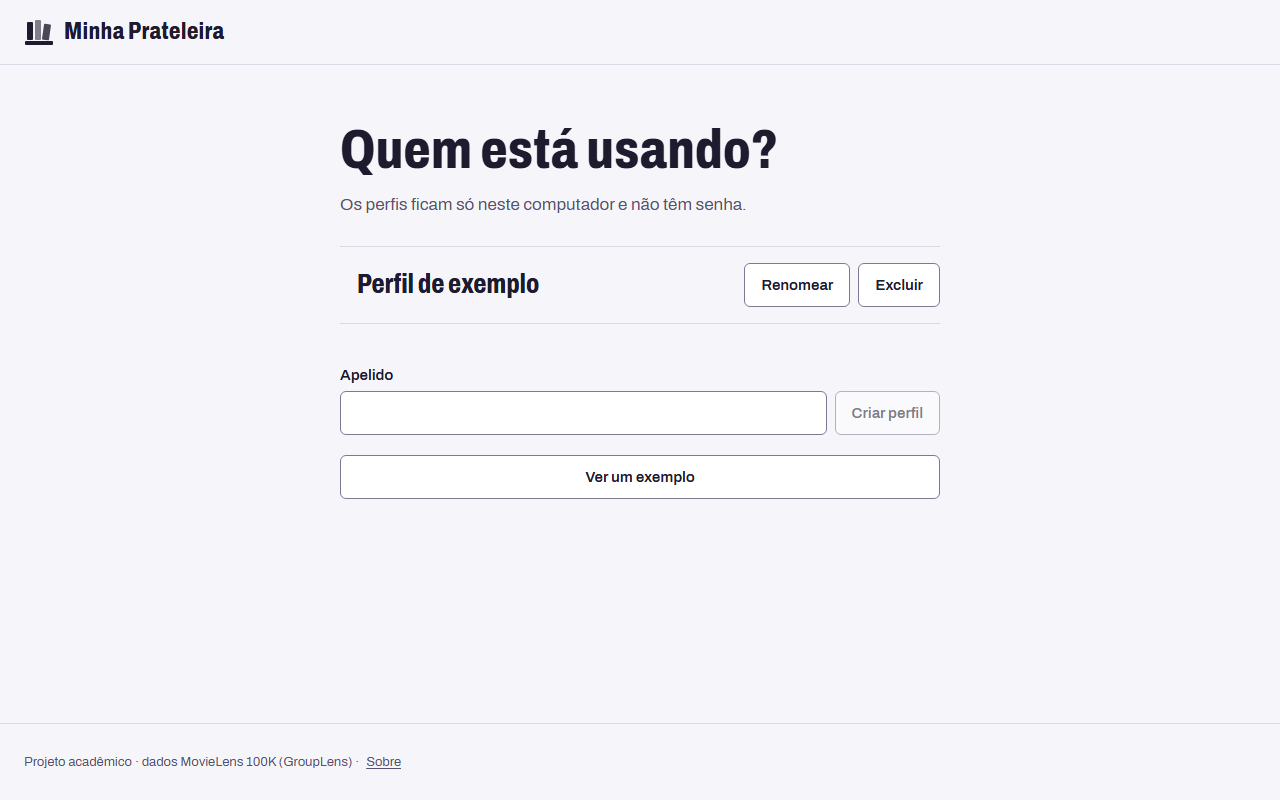 Minha Prateleira
Quem está usando?
Os perfis ficam só neste computador e não têm senha.
Perfil de exemplo
Renomear
Excluir
Apelido
Criar perfil
Ver um exemplo
Projeto acadêmico · dados MovieLens 100K (GroupLens) · Sobre